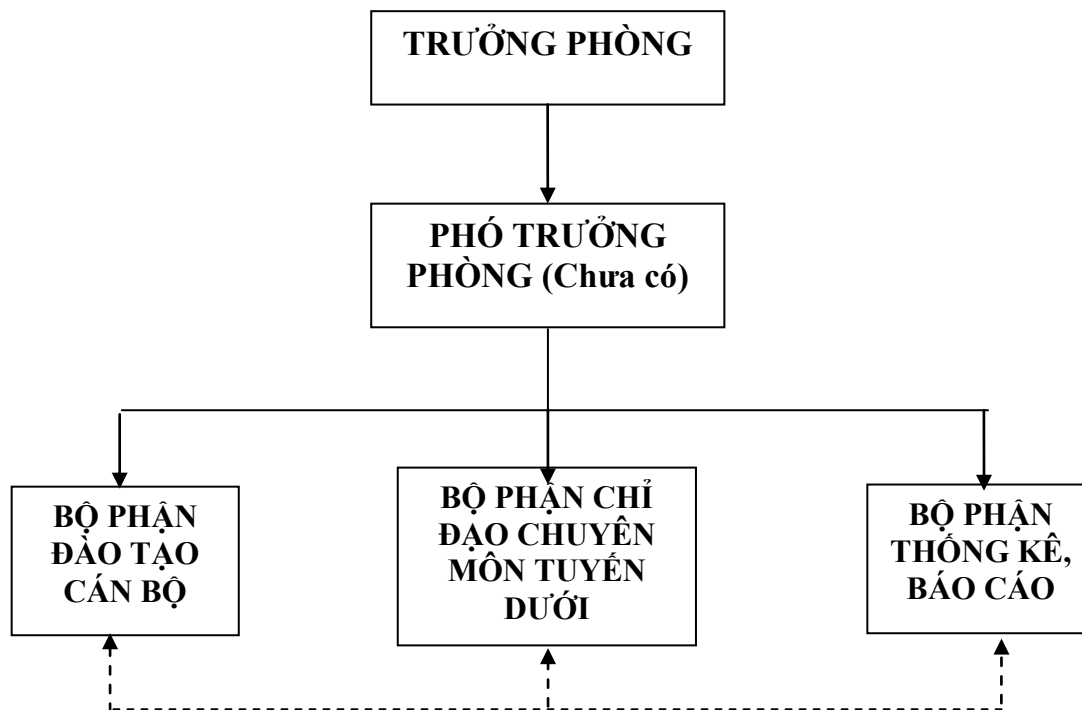 TRƯỞNG PHÒNG
PHÓ TRƯỞNG
PHÒNG (Chưa có)
BỘ PHẬN
ĐÀO TẠO
CÁN BỘ
BỘ PHẬN CHỈ
ĐẠO CHUYÊN
MÔN TUYẾN
DƯỚI
BỘ PHẬN
THỐNG KÊ,
BÁO CÁO